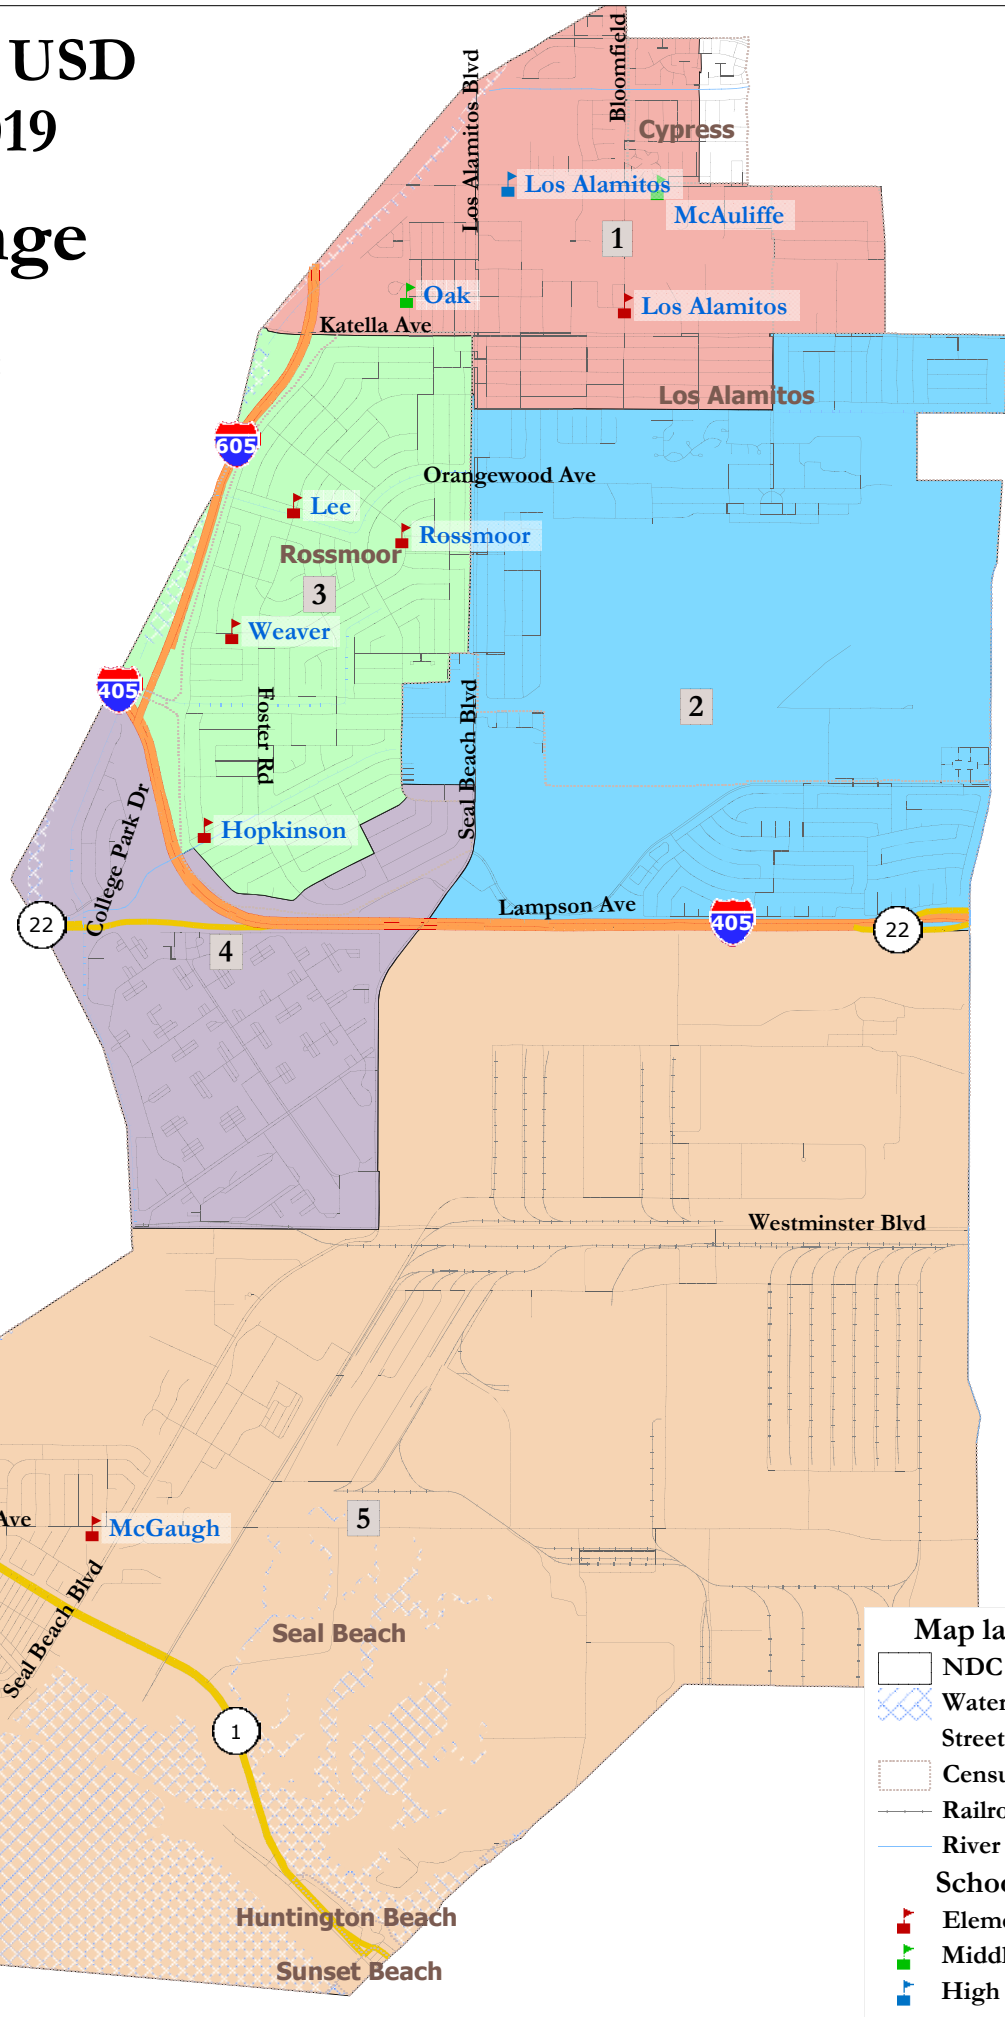 USD
019
nge
Los Alamitos Blvd
Bloomfield
Cypress
Los Alamitos
McAuliffe
1
Oak
Los Alamitos
Katella Ave
Los Alamitos
605
Orangewood Ave
Lee
Rossmoor
Rossmoor
3
Weaver
405
Foster Rd
Seal Beach Blvd
2
College Park Dr
Hopkinson
Lampson Ave
22
405
22
4
Westminster Blvd
Ave
McGaugh
5
Seal Beach Blvd
Seal Beach
1
Huntington Beach
Sunset Beach
Map la
NDC
Water
Street
Censu
Railro
River
Schoo
Eleme
Middl
High